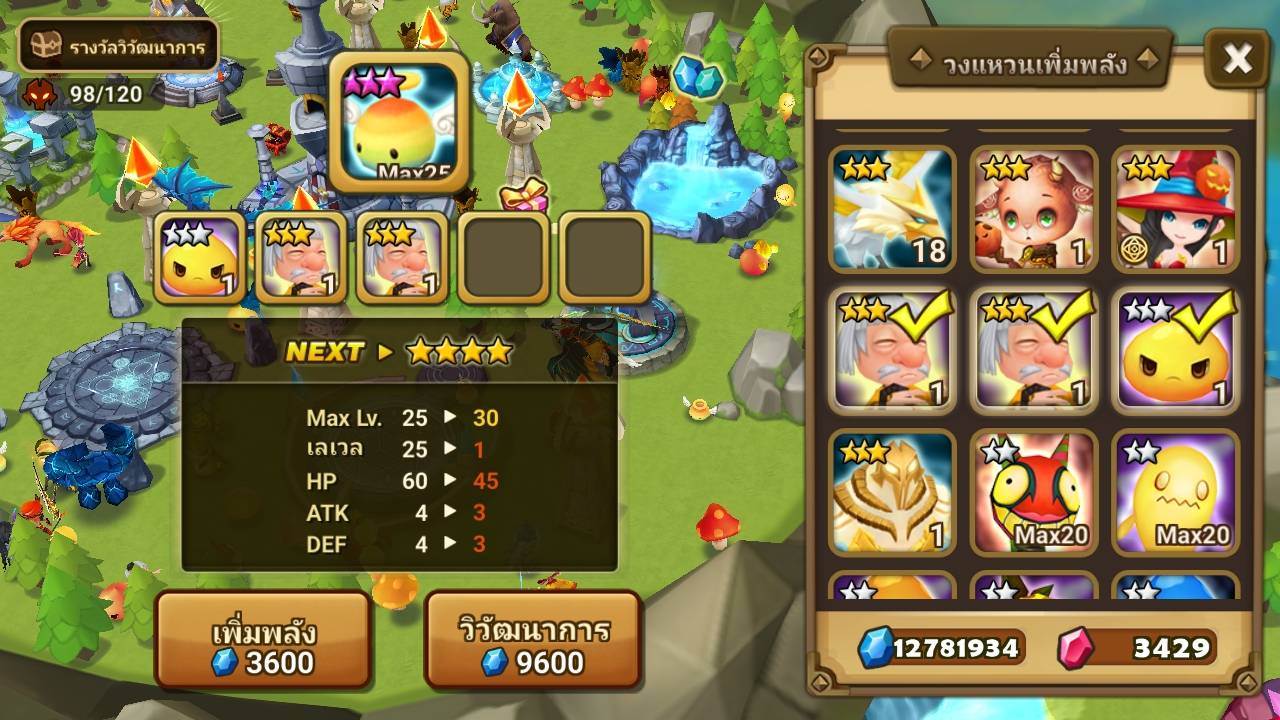 รางวัลวิวัฒนาการ
98/120
Max25
1 1 1
NEXT
Max Lv. 25 30
เลเวล 25 1
HP 60 45
ATK 4 3
DEF 4 3
เพิ่มพลัง
3600
วิวัฒนาการ
9600
วงแหวนเพิ่มพลัง
18 1 1
1 1 1
1 Max20 Max20
12781934 3429